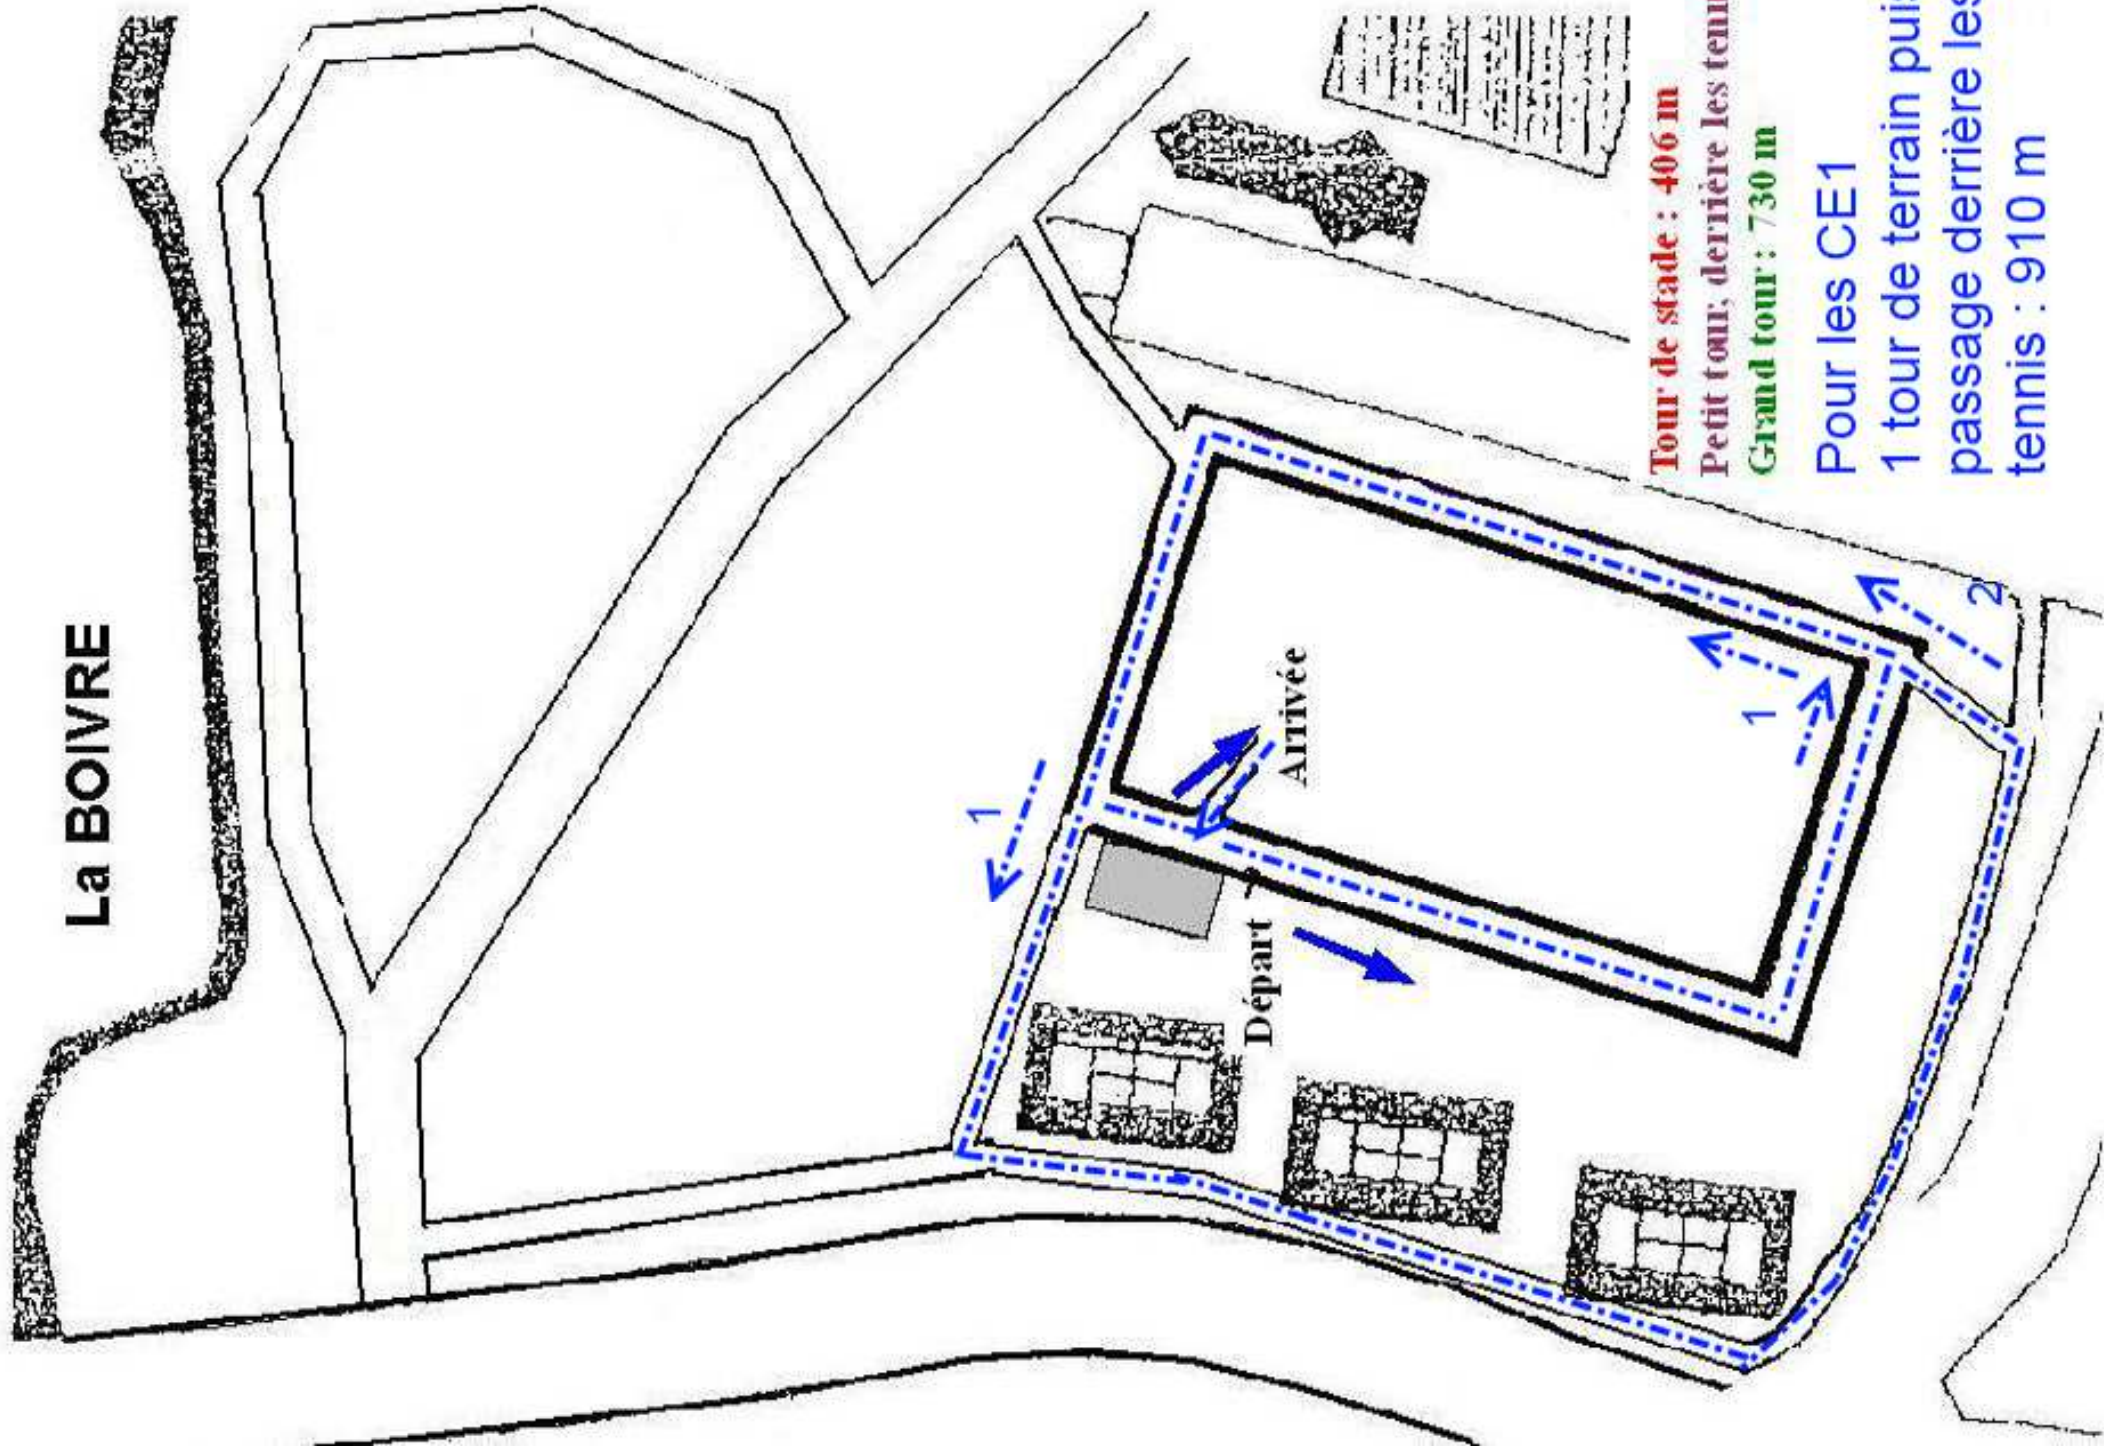 La BOIVRE
1
Arrivée
Départ
1
2
Tour de stade : 406 m
Petit tour, derrière les
Grand tour : 730 m
Pour les CE1
1 tour de terrain puis
passage derrière les
tennis : 910 m